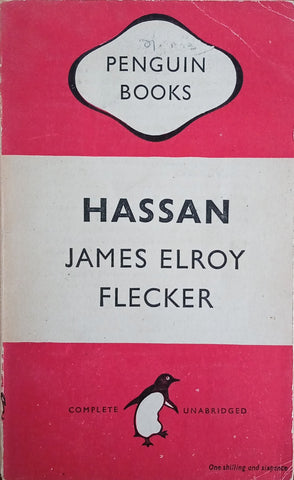 PENGUIN
BOOKS
HASSAN
JAMES ELROY
FLECKER
COMPLETE UNABRIDGED
One shilling and sixpence